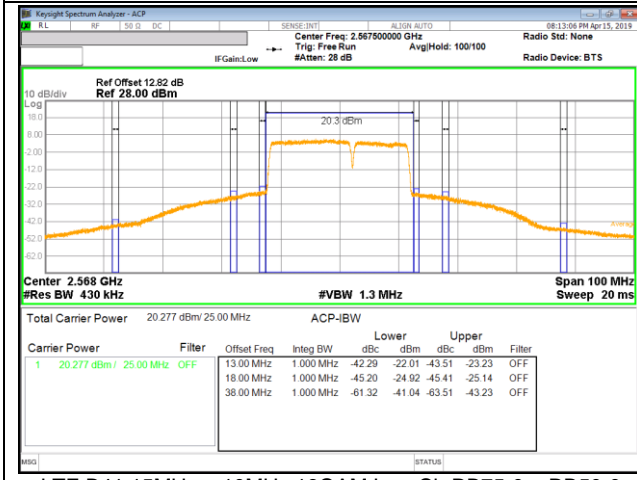 Keysight Spectrum Analyzer - ACP
RL RF 50 Ω DC SENSE:INT ALIGN AUTO 08:13:06 PM Apr 15, 2019
Center Freq: 2.567500000 GHz Radio Std: None
Trig: Free Run Avg|Hold: 100/100
IFGain:Low #Atten: 28 dB Radio Device: BTS
Ref Offset 12.82 dB
10 dB/div Ref 28.00 dBm
Log
18.0
8.00
-2.00
-12.0
-22.0
-32.0
-42.0
-52.0
-62.0
20.3 dBm
Average
Center 2.568 GHz Span 100 MHz
#Res BW 430 kHz #VBW 1.3 MHz Sweep 20 ms
Total Carrier Power 20.277 dBm/ 25.00 MHz ACP-IBW
Lower Upper
Carrier Power Filter Offset Freq Integ BW dBc dBm dBc dBm Filter
1 20.277 dBm / 25.00 MHz OFF 13.00 MHz 1.000 MHz -42.29 -22.01 -43.51 -23.23 OFF
18.00 MHz 1.000 MHz -45.20 -24.92 -45.41 -25.14 OFF
38.00 MHz 1.000 MHz -61.32 -41.04 -63.51 -43.23 OFF
MSG STATUS